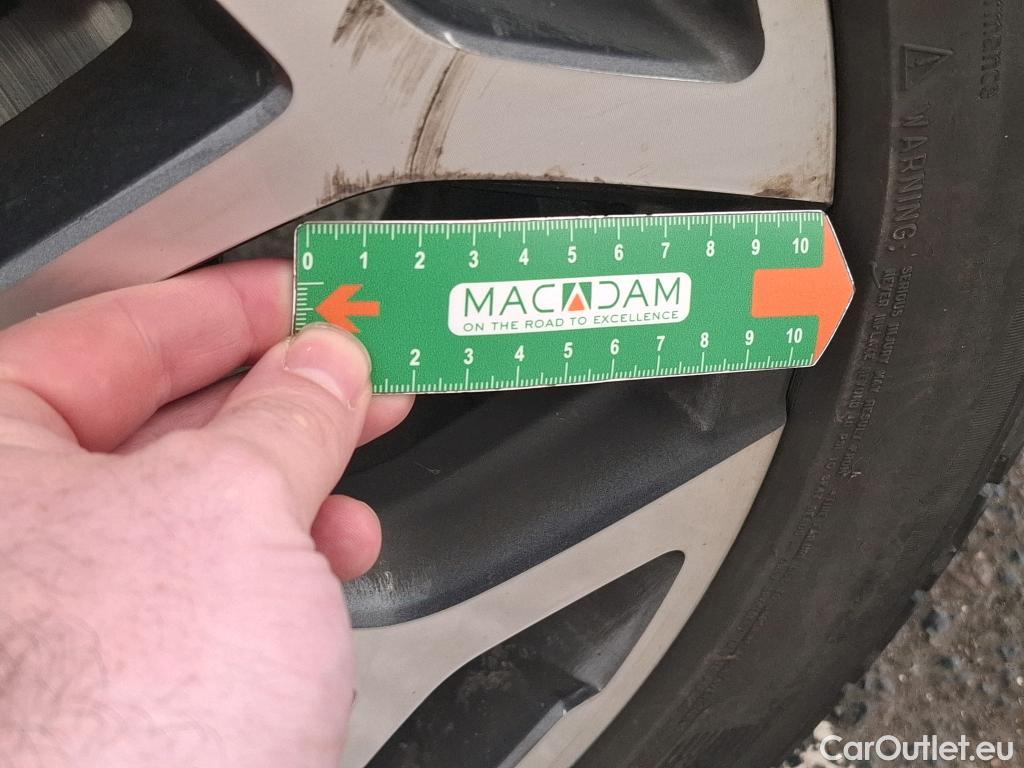 WARNING:
0 1 2 3 4 5 6 7 8 9 10
MACADAM
ON THE ROAD TO EXCELLENCE
2 3 4 5 6 7 8 9 10
CarOutlet.eu